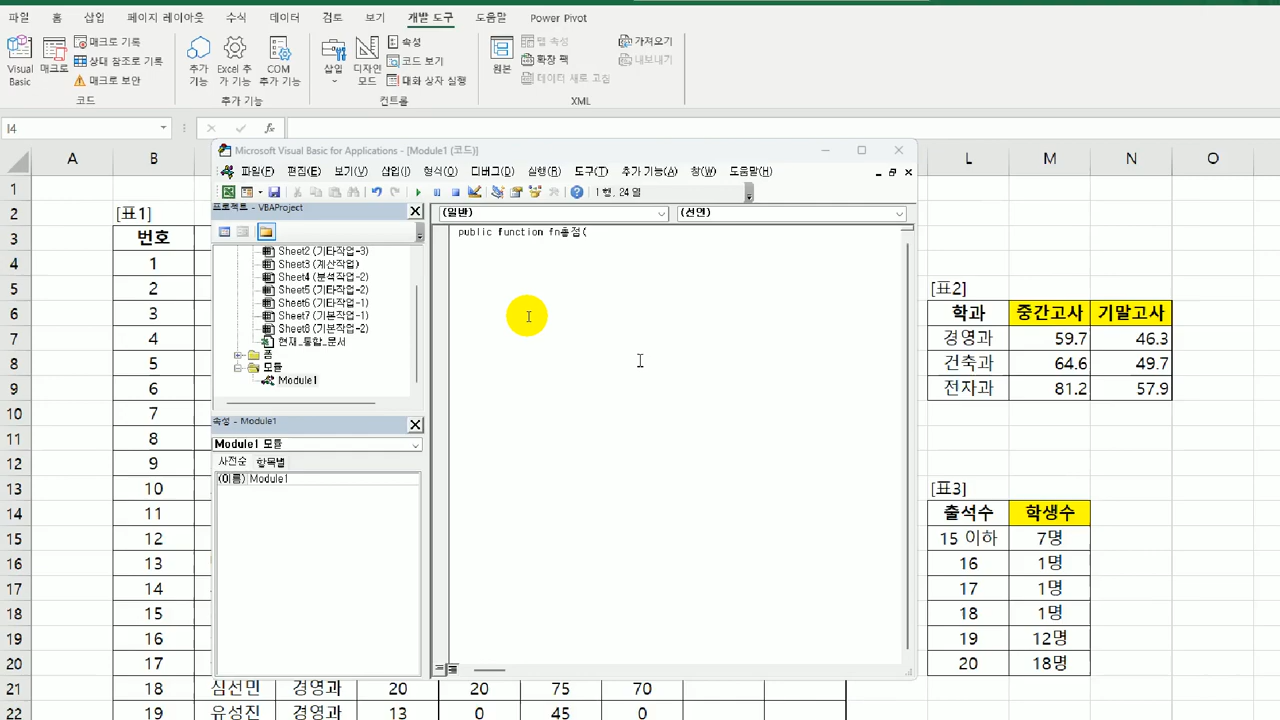 파일 홈 삽입 페이지 레이아웃 수식 데이터 검토 보기 개발 도구 도움말 Power Pivot
Visual Basic
매크로
매크로 기록
상대 참조로 기록
매크로 보안
코드
추가 기능
Excel 추가 기능
COM 추가 기능
추가 기능
삽입
디자인 모드
속성
코드 보기
대화 상자 실행
컨트롤
원본
맵 속성
확장 팩
데이터 새로 고침
가져오기
내보내기
XML
I4
fx
A B L M N O
Microsoft Visual Basic for Applications - [Module1 (코드)]
파일(F) 편집(E) 보기(V) 삽입(I) 형식(O) 디버그(D) 실행(R) 도구(T) 추가 기능(A) 창(W) 도움말(H)
1 행, 24 열
프로젝트 - VBAProject
Sheet2 (기타작업-3)
Sheet3 (계산작업)
Sheet4 (분석작업-2)
Sheet5 (기타작업-2)
Sheet6 (기타작업-1)
Sheet7 (기본작업-1)
Sheet8 (기본작업-2)
현재_통합_문서
폼
모듈
Module1
속성 - Module1
Module1 모듈
사전순 항목별
(이름) Module1
(일반) (선언)
public function fn총점(
1
2 [표1]
3 번호
4 1
5 2 [표2]
6 3 학과 중간고사 기말고사
7 4 경영과 59.7 46.3
8 5 건축과 64.6 49.7
9 6 전자과 81.2 57.9
10 7
11 8
12 9
13 10 [표3]
14 11 출석수 학생수
15 12 15 이하 7명
16 13 16 1명
17 14 17 1명
18 15 18 1명
19 16 19 12명
20 17 20 18명
21 18 심선민 경영과 20 20 75 70
22 19 유성진 경영과 13 0 45 0